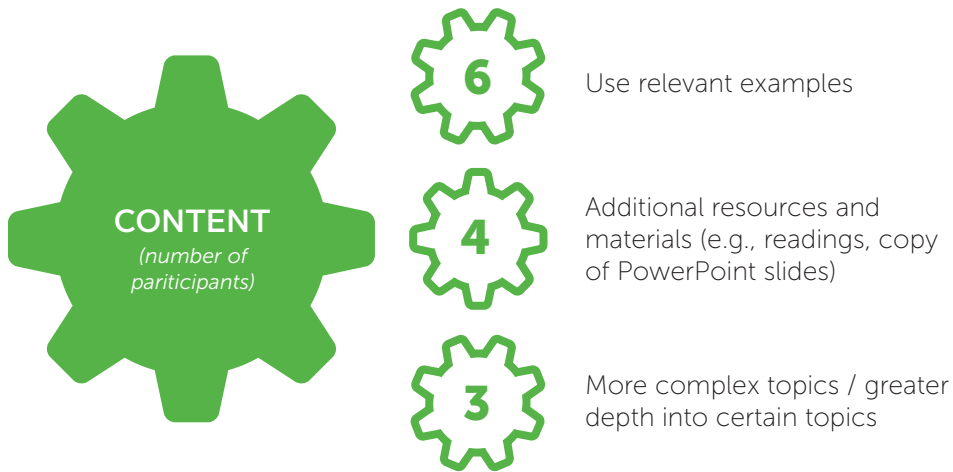 CONTENT
(number of
pariticipants)
6
Use relevant examples
4
Additional resources and
materials (e.g., readings, copy
of PowerPoint slides)
3
More complex topics / greater
depth into certain topics